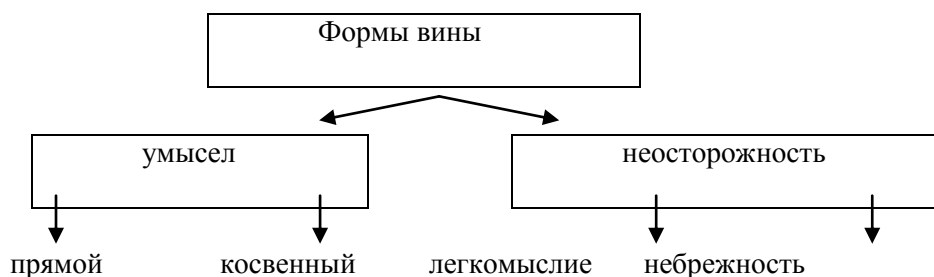 Формы вины
умысел неосторожность
прямой косвенный легкомыслие небрежность